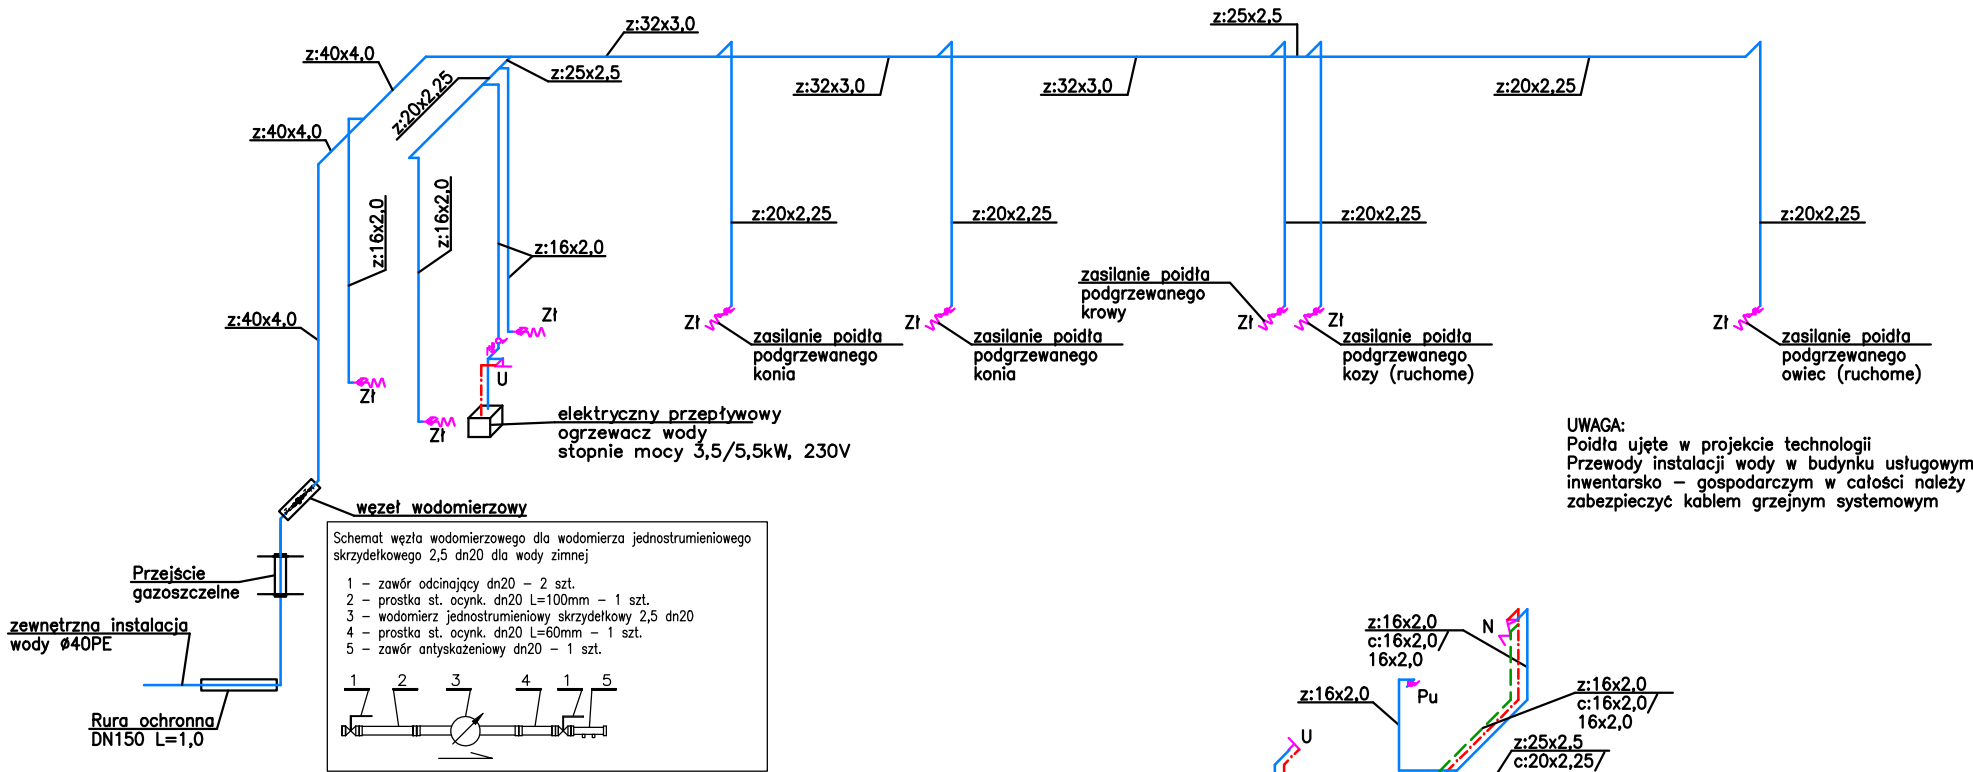 z:32x3,0
z:25x2,5
z:40x4,0
z:25x2,5
z:20x2,25
z:32x3,0
z:32x3,0
z:20x2,25
z:40x4,0
z:16x2,0
z:16x2,0
z:16x2,0
z:20x2,25
z:20x2,25
z:20x2,25
z:20x2,25
z:40x4,0
zasilanie poidła
podgrzewanego
krowy
Zł
Zł
Zł
Zł
Zł
Zł
zasilanie poidła
podgrzewanego
konia
zasilanie poidła
podgrzewanego
konia
zasilanie poidła
podgrzewanego
kozy (ruchome)
zasilanie poidła
podgrzewanego
owiec (ruchome)
U
Zł
Zł
elektryczny przepływowy
ogrzewacz wody
stopnie mocy 3,5/5,5kW, 230V
UWAGA:
Poidła ujęte w projekcie technologii
Przewody instalacji wody w budynku usługowym
inwentarsko – gospodarczym w całości należy
zabezpieczyć kablem grzejnym systemowym
węzeł wodomierzowy
Schemat węzła wodomierzowego dla wodomierza jednostrumieniowego
skrzydełkowego 2,5 dn20 dla wody zimnej
1 – zawór odcinający dn20 – 2 szt.
2 – prostka st. ocynk. dn20 L=100mm – 1 szt.
3 – wodomierz jednostrumieniowy skrzydełkowy 2,5 dn20
4 – prostka st. ocynk. dn20 L=60mm – 1 szt.
5 – zawór antyskażeniowy dn20 – 1 szt.
1 2 3 4 1 5
Przejście
gazoszczelne
zewnętrzna instalacja
wody ø40PE
Rura ochronna
DN150 L=1,0
z:16x2,0
c:16x2,0/
16x2,0
N
z:16x2,0
Pu
z:16x2,0
c:16x2,0/
16x2,0
U
z:25x2,5
c:20x2,25/